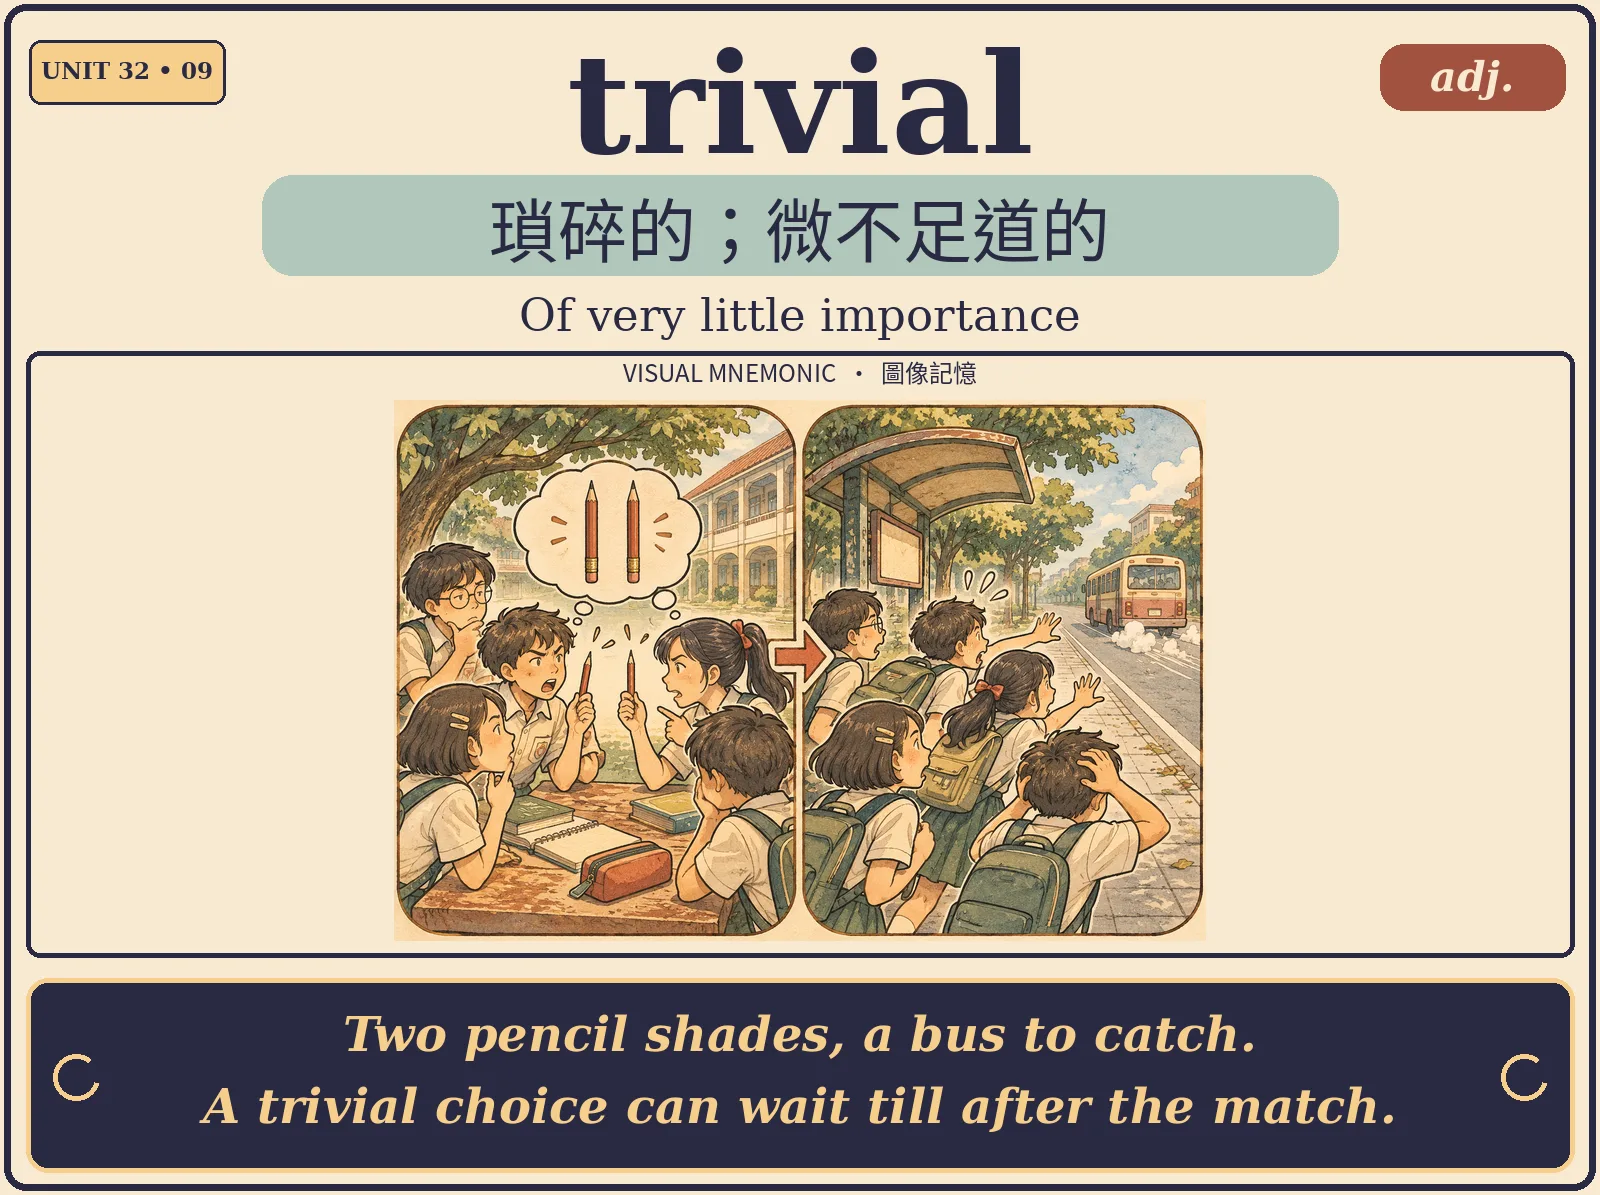 UNIT 32 • 09
trivial
adj.
瑣碎的；微不足道的
Of very little importance
VISUAL MNEMONIC • 圖像記憶
Two pencil shades, a bus to catch.
A trivial choice can wait till after the match.